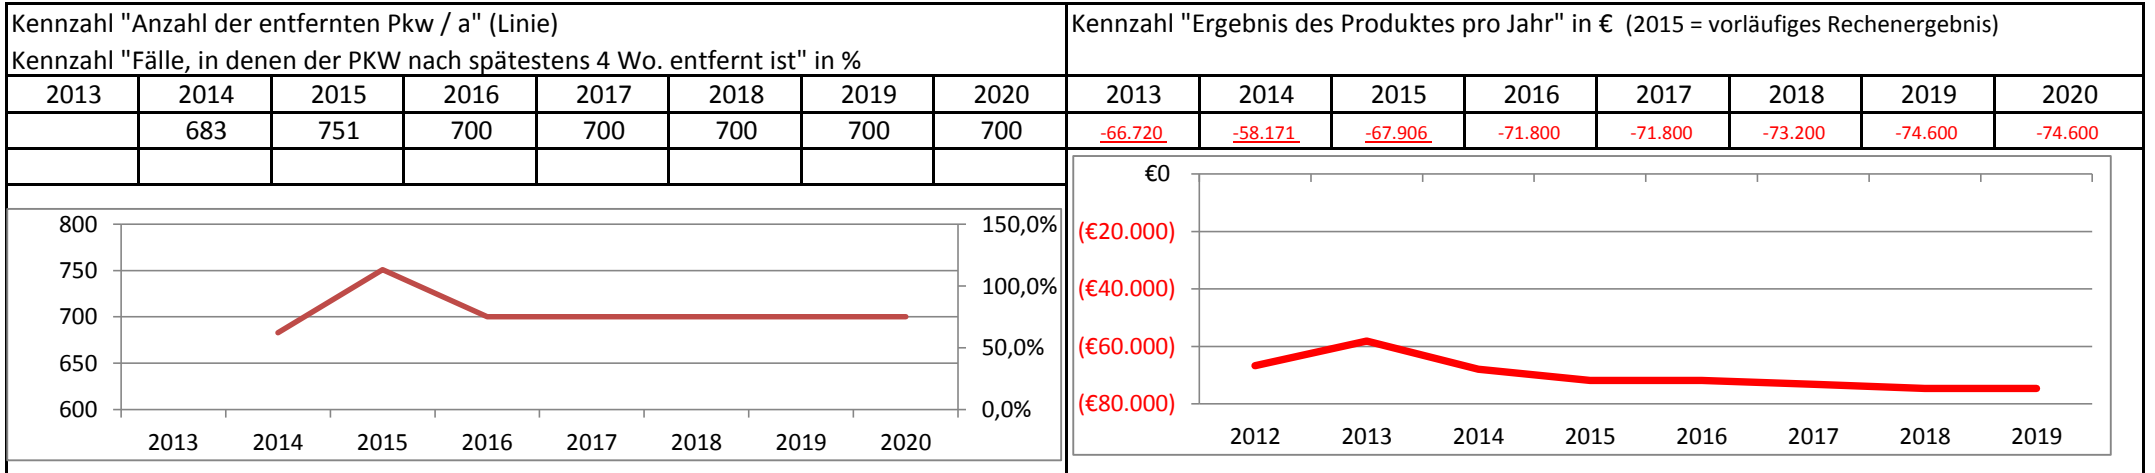 Kennzahl "Anzahl der entfernten Pkw / a" (Linie)
Kennzahl "Fälle, in denen der PKW nach spätestens 4 Wo. entfernt ist" in %
2013 2014 2015 2016 2017 2018 2019 2020
683 751 700 700 700 700 700
800 150,0%
750
100,0%
700
50,0%
650
600 0,0%
2013 2014 2015 2016 2017 2018 2019 2020
Kennzahl "Ergebnis des Produktes pro Jahr" in € (2015 = vorläufiges Rechenergebnis)
2013 2014 2015 2016 2017 2018 2019 2020
-66.720 -58.171 -67.906 -71.800 -71.800 -73.200 -74.600 -74.600
€0
(€20.000)
(€40.000)
(€60.000)
(€80.000)
2012 2013 2014 2015 2016 2017 2018 2019